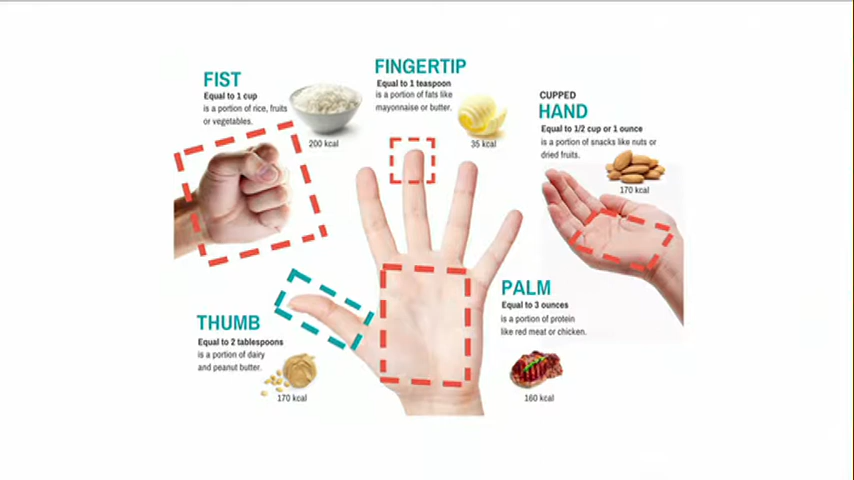 FIST
Equal to 1 cup
is a portion of rice, fruits
or vegetables.
200 kcal
FINGERTIP
Equal to 1 teaspoon
is a portion of fats like
mayonnaise or butter.
35 kcal
CUPPED
HAND
Equal to 1/2 cup or 1 ounce
is a portion of snacks like nuts or
dried fruits.
170 kcal
THUMB
Equal to 2 tablespoons
is a portion of dairy
and peanut butter.
170 kcal
PALM
Equal to 3 ounces
is a portion of protein
like red meat or chicken.
160 kcal